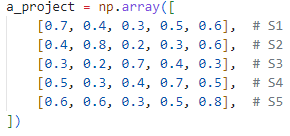 a_project = np.array([
    [0.7, 0.4, 0.3, 0.5, 0.6],  # S1
    [0.4, 0.8, 0.2, 0.3, 0.6],  # S2
    [0.3, 0.2, 0.7, 0.4, 0.3],  # S3
    [0.5, 0.3, 0.4, 0.7, 0.5],  # S4
    [0.6, 0.6, 0.3, 0.5, 0.8],  # S5
])